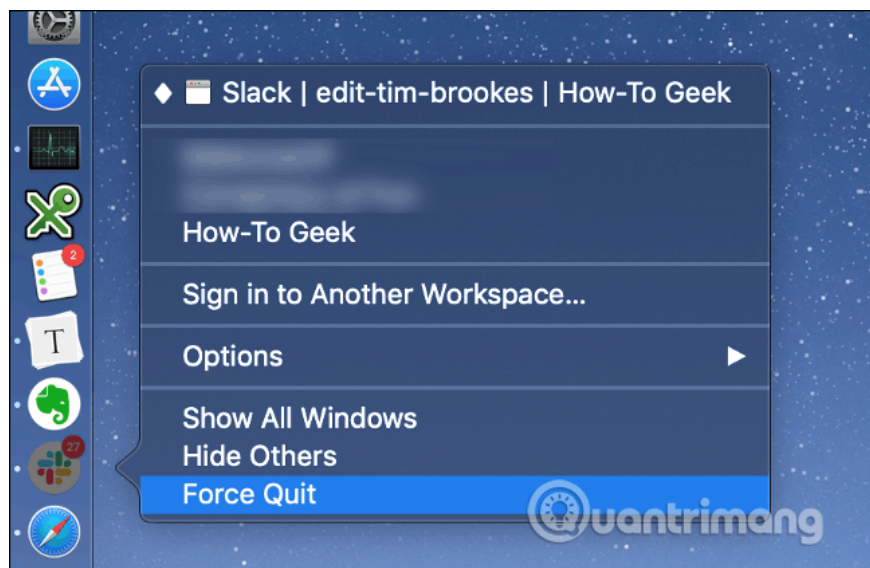 Slack | edit-tim-brookes | How-To Geek
How-To Geek
Sign in to Another Workspace...
2
Options
T
Show All Windows
27
Hide Others
Force Quit
Quantrimang